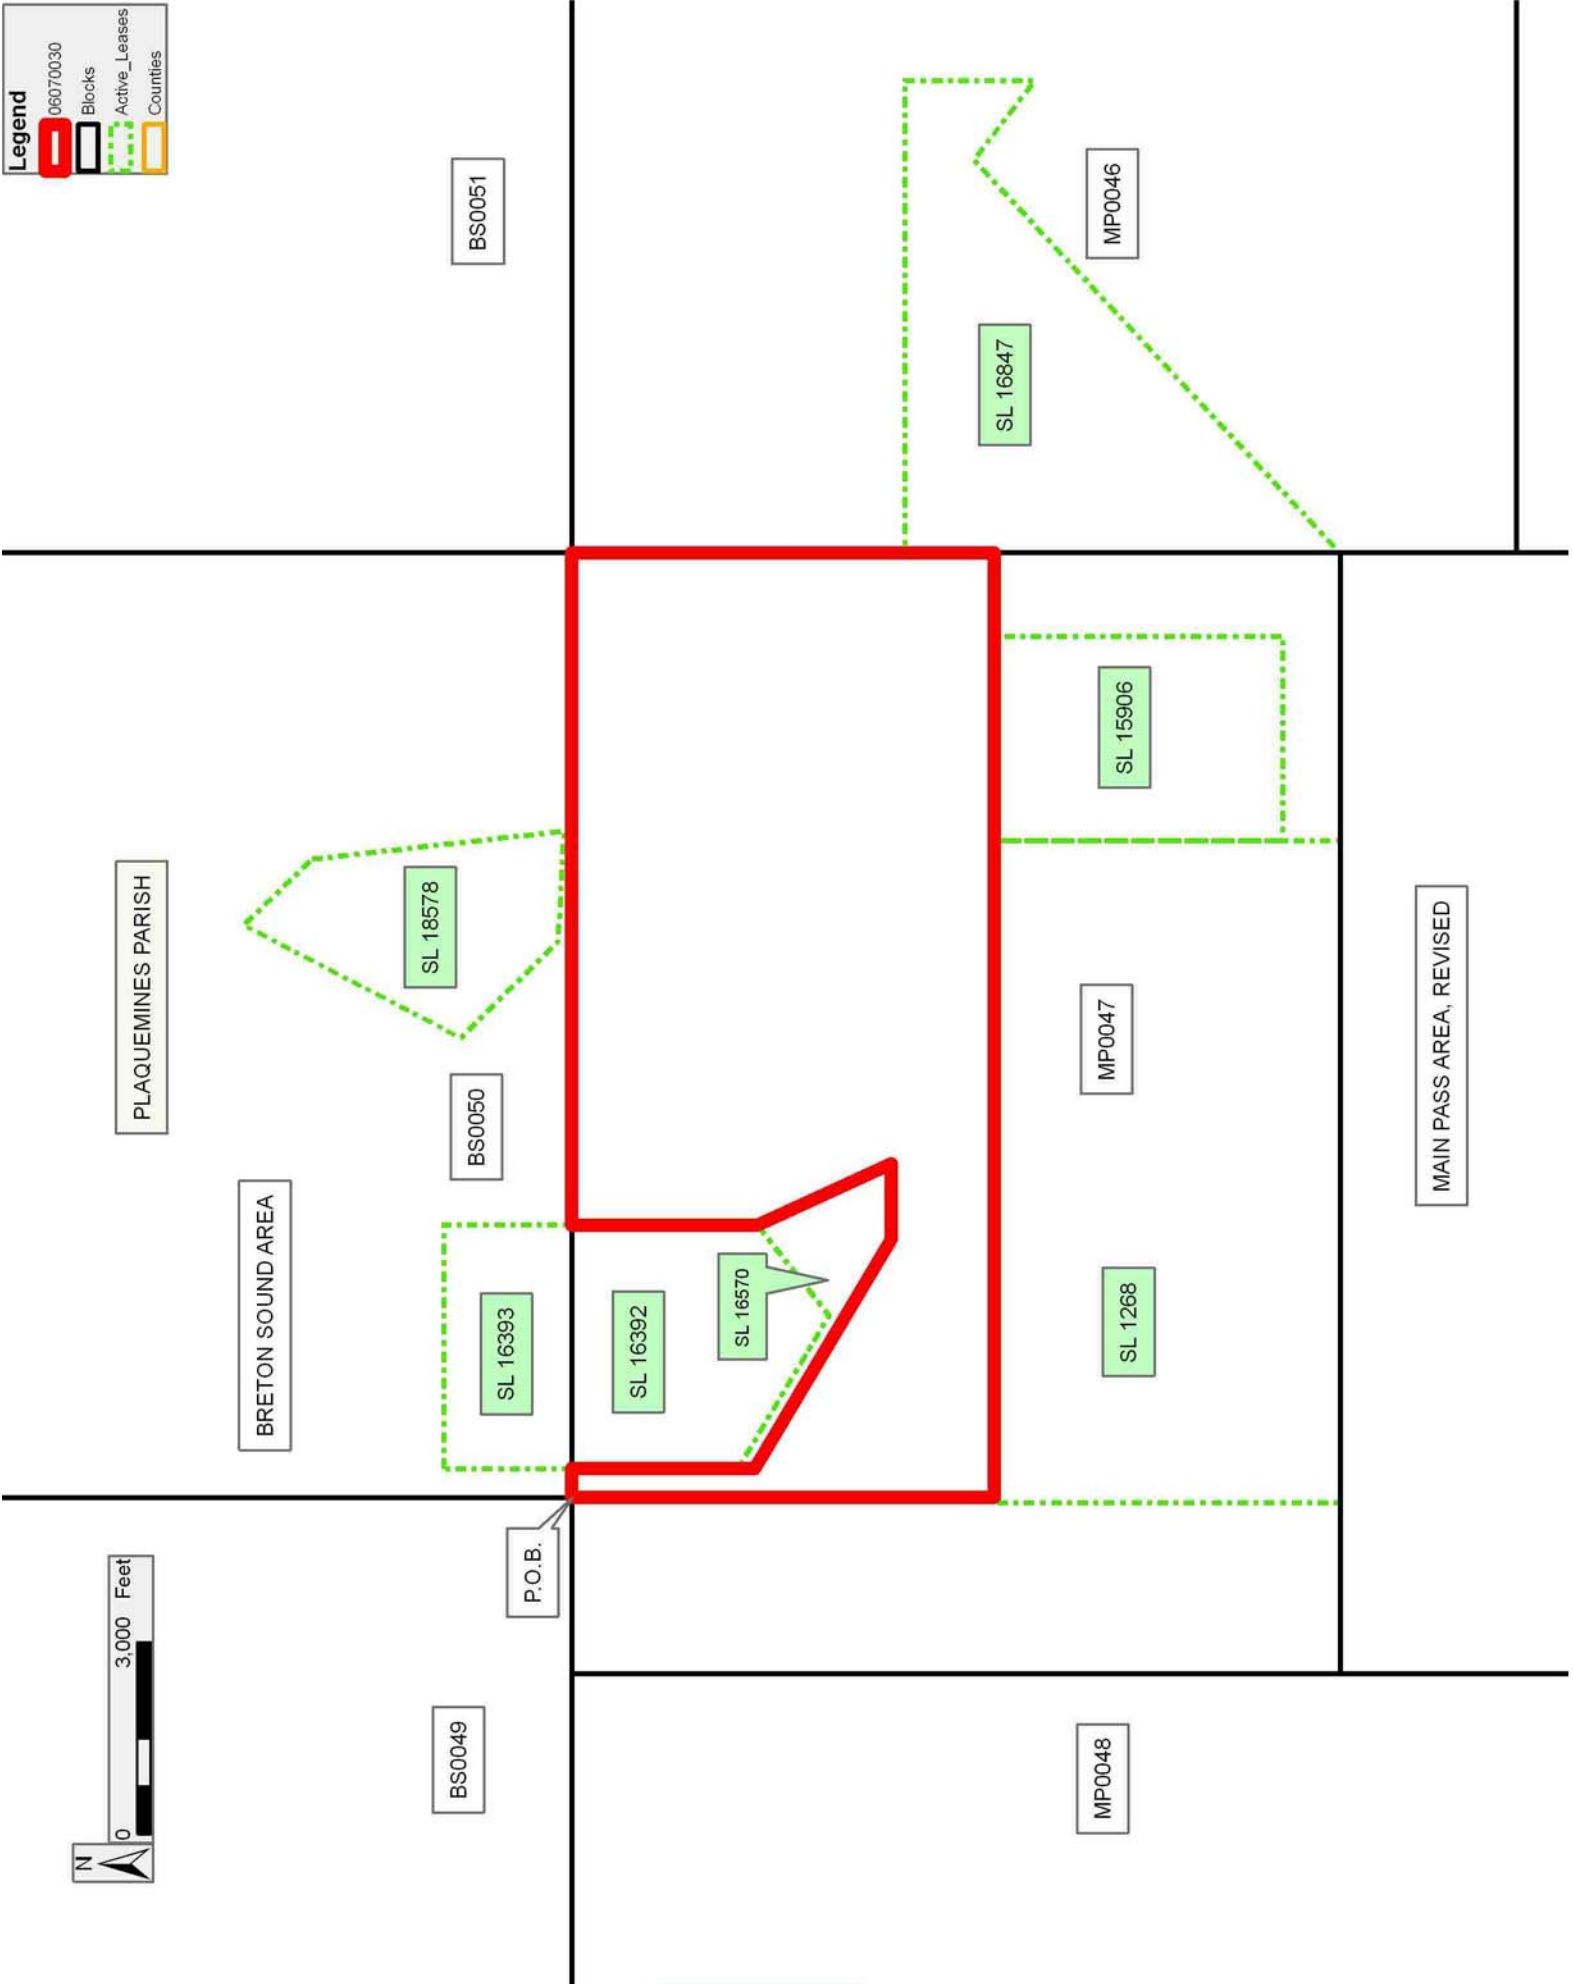 N
0
3,000
Feet
Legend
06070030
Blocks
Active_Leases
Counties
PLAQUEMINES PARISH
BRETON SOUND AREA
BS0049
BS0050
BS0051
SL 18578
SL 16393
P.O.B.
SL 16392
SL 16570
SL 16847
MP0048
MP0047
MP0046
SL 1268
SL 15906
MAIN PASS AREA, REVISED